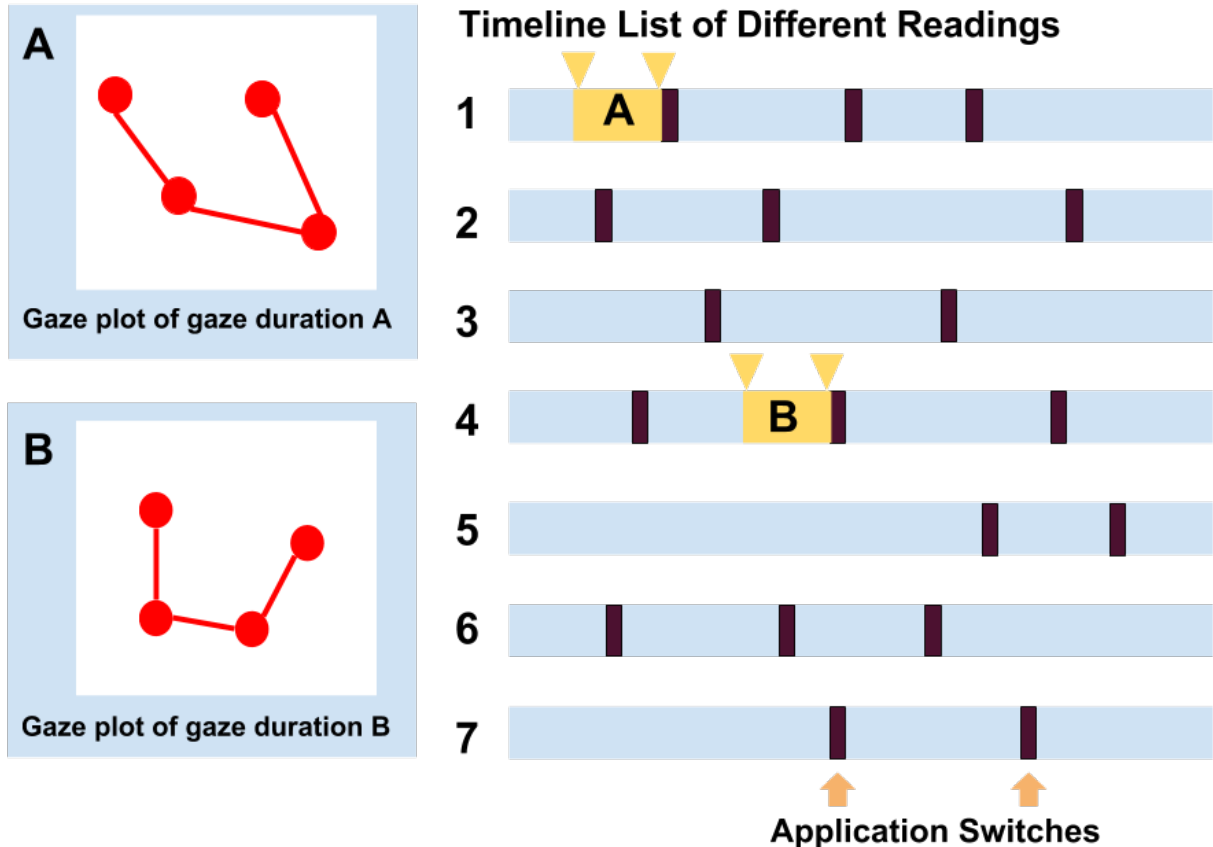 A
Gaze plot of gaze duration A
B
Gaze plot of gaze duration B
Timeline List of Different Readings
1
A
2
3
4
B
5
6
7
Application Switches